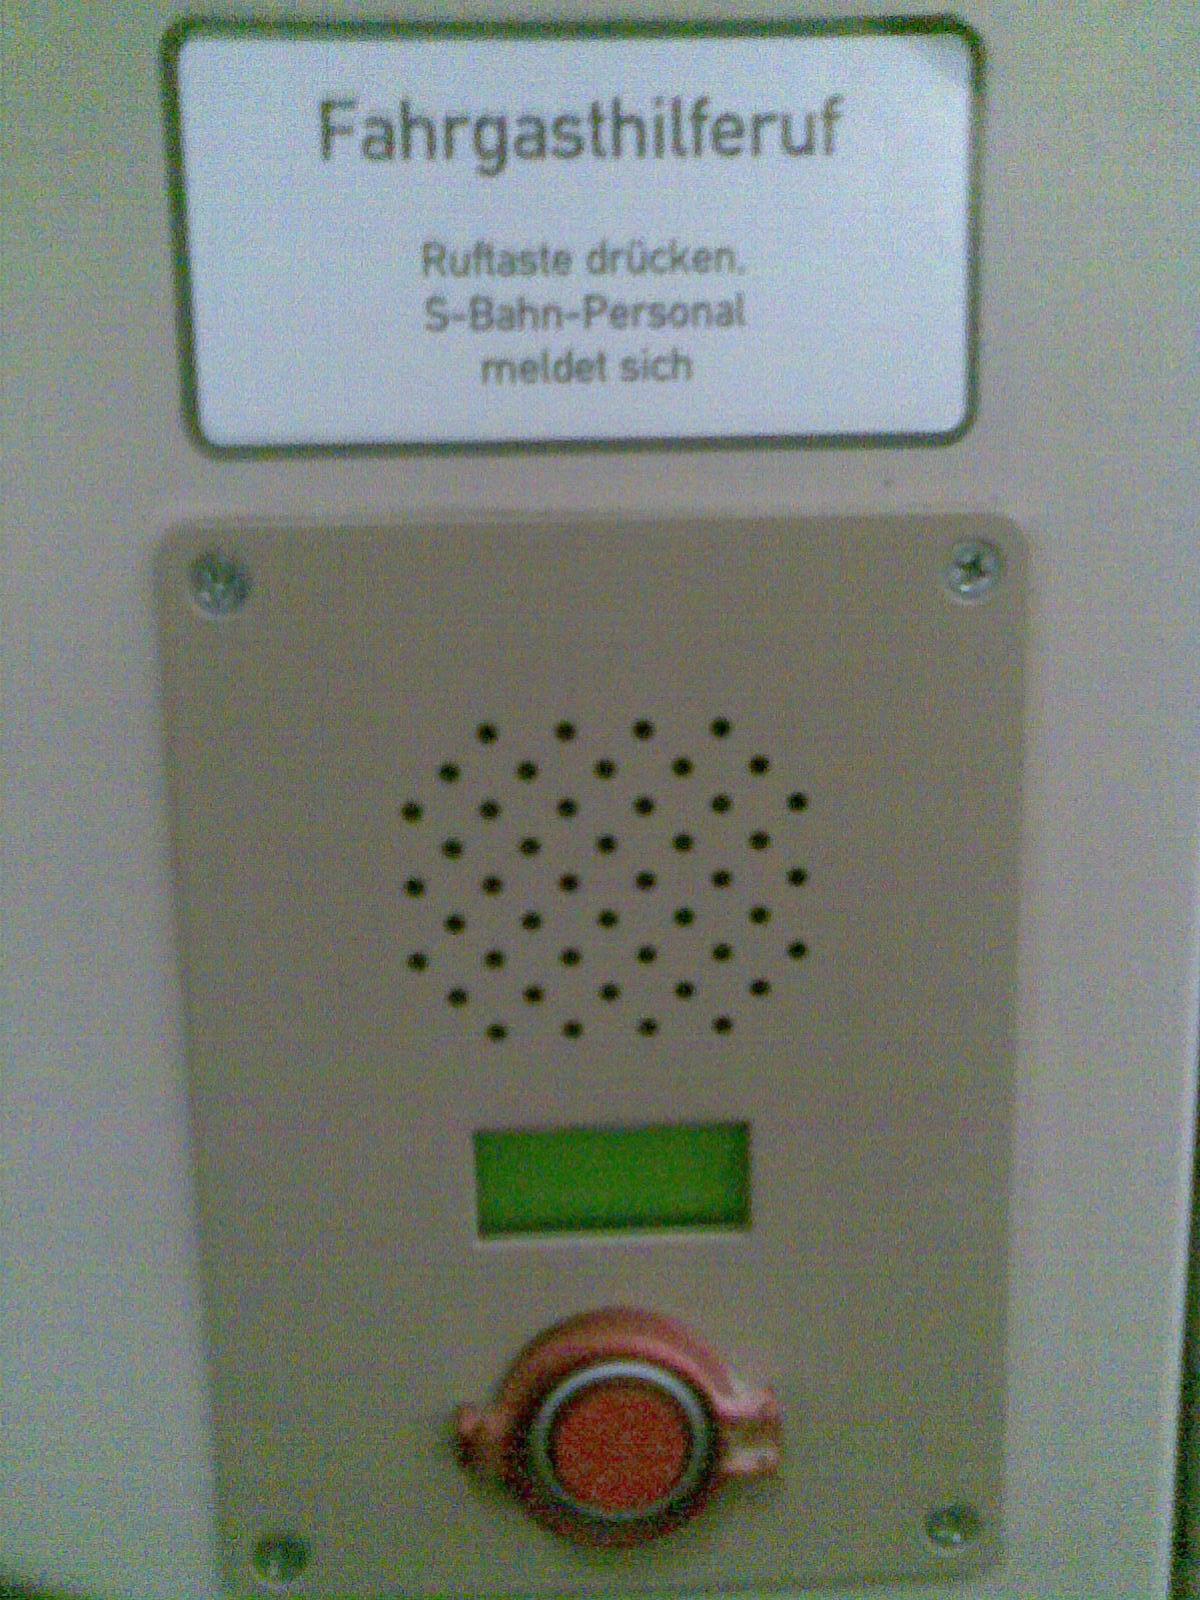 Fahrgasthilferuf
Ruftaste drücken.
S-Bahn-Personal
meldet sich